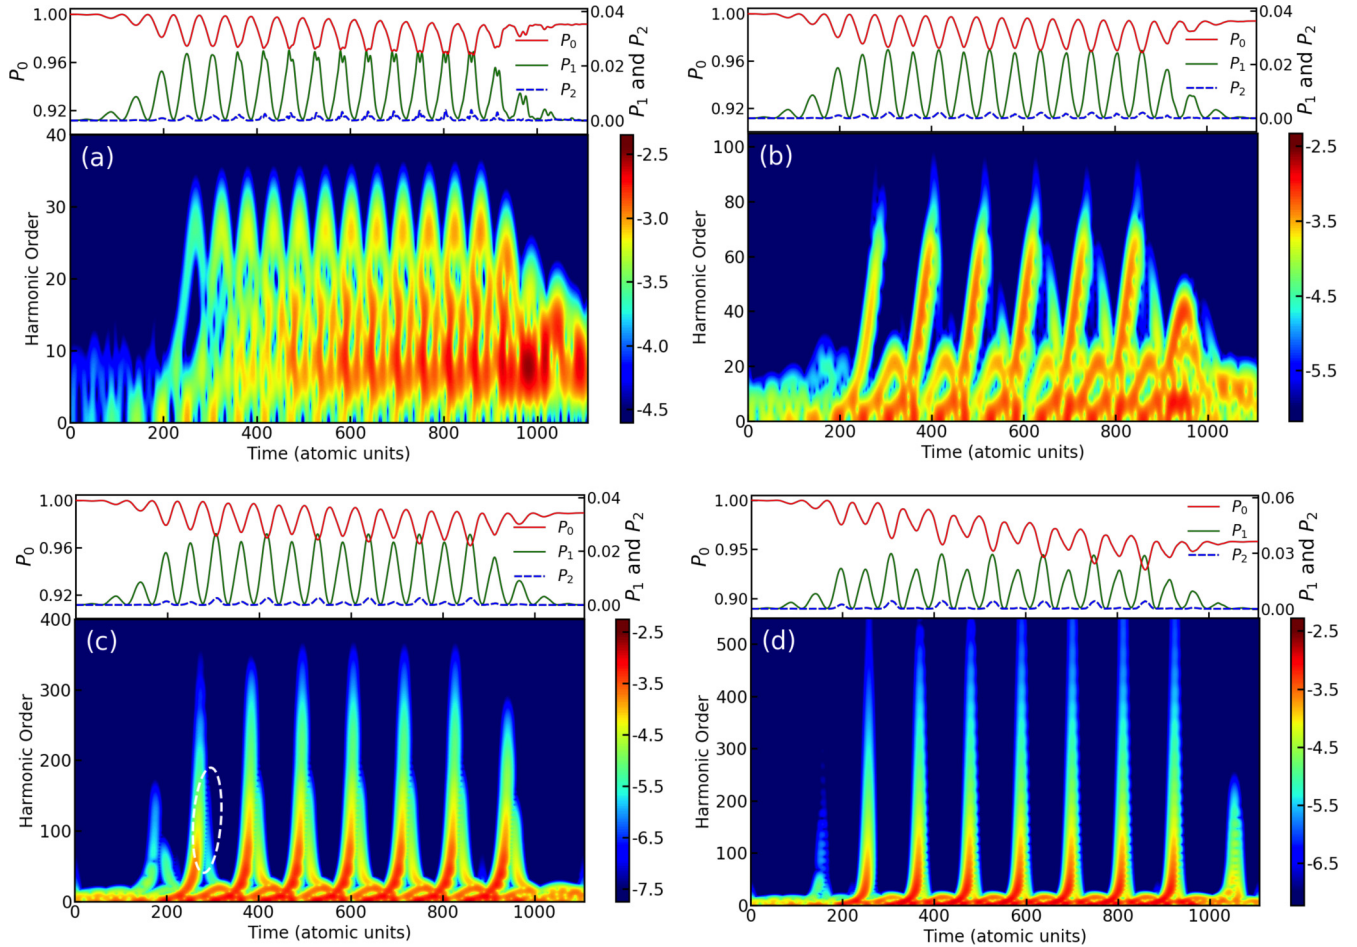 1.00
0.96
0.92
P₀
0.04
0.02
0.00
P₁ and P₂
P₀
P₁
P₂
(a)
40
30
20
10
0
Harmonic Order
0 200 400 600 800 1000
Time (atomic units)
-2.5
-3.0
-3.5
-4.0
-4.5
1.00
0.96
0.92
P₀
0.04
0.02
0.00
P₁ and P₂
P₀
P₁
P₂
(b)
100
80
60
40
20
0
Harmonic Order
0 200 400 600 800 1000
Time (atomic units)
-2.5
-3.5
-4.5
-5.5
1.00
0.96
0.92
P₀
0.04
0.02
0.00
P₁ and P₂
P₀
P₁
P₂
(c)
400
300
200
100
0
Harmonic Order
0 200 400 600 800 1000
Time (atomic units)
-2.5
-3.5
-4.5
-5.5
-6.5
-7.5
1.00
0.95
0.90
P₀
0.06
0.03
0.00
P₁ and P₂
P₀
P₁
P₂
(d)
500
400
300
200
100
0
Harmonic Order
0 200 400 600 800 1000
Time (atomic units)
-2.5
-3.5
-4.5
-5.5
-6.5